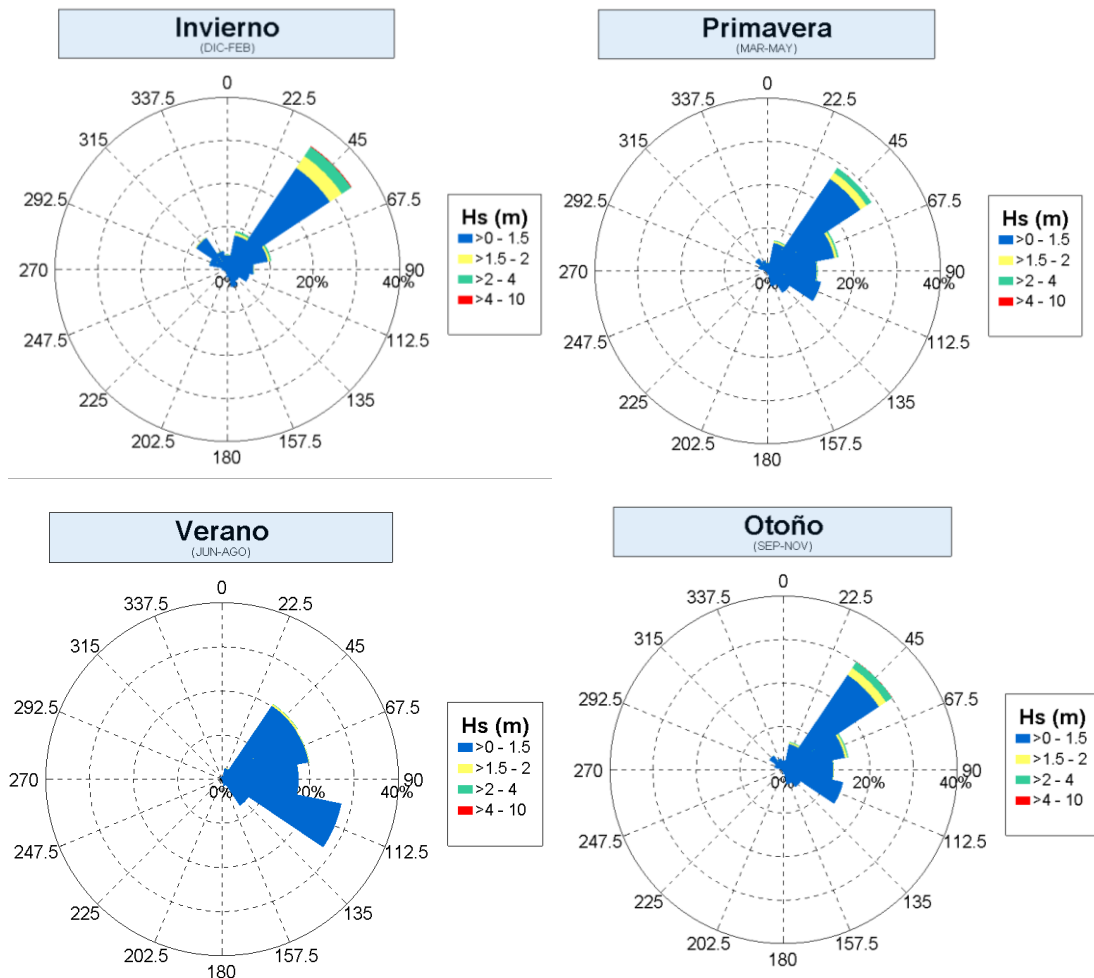 Invierno
(DIC-FEB)
0
22.5
45
67.5
90
112.5
135
157.5
180
202.5
225
247.5
270
292.5
315
337.5
0%
20%
40%
Hs (m)
>0 - 1.5
>1.5 - 2
>2 - 4
>4 - 10
Primavera
(MAR-MAY)
0
22.5
45
67.5
90
112.5
135
157.5
180
202.5
225
247.5
270
292.5
315
337.5
0%
20%
40%
Hs (m)
>0 - 1.5
>1.5 - 2
>2 - 4
>4 - 10
Verano
(JUN-AGO)
0
22.5
45
67.5
90
112.5
135
157.5
180
202.5
225
247.5
270
292.5
315
337.5
0%
20%
40%
Hs (m)
>0 - 1.5
>1.5 - 2
>2 - 4
>4 - 10
Otoño
(SEP-NOV)
0
22.5
45
67.5
90
112.5
135
157.5
180
202.5
225
247.5
270
292.5
315
337.5
0%
20%
40%
Hs (m)
>0 - 1.5
>1.5 - 2
>2 - 4
>4 - 10